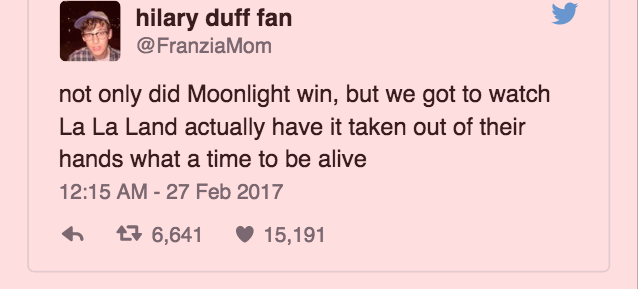 hilary duff fan
@FranziaMom
not only did Moonlight win, but we got to watch
La La Land actually have it taken out of their
hands what a time to be alive
12:15 AM - 27 Feb 2017
6,641 15,191